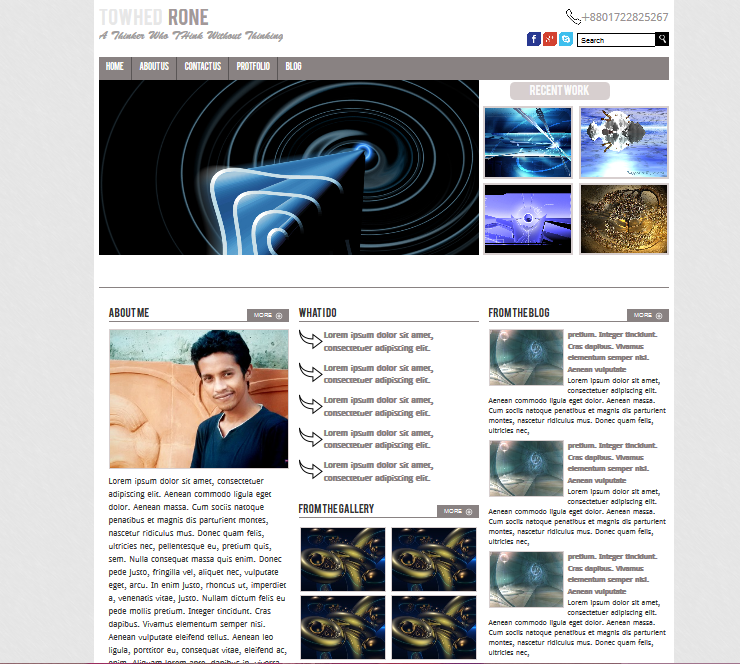 TOWHED RONE
A Thinker Who THink Without Thinking
+8801722825267
Search
HOME
ABOUT US
CONTACT US
PROTFOLIO
BLOG
RECENT WORK
ABOUT ME
MORE
Lorem ipsum dolor sit amet, consectetuer
adipiscing elit. Aenean commodo ligula eget
dolor. Aenean massa. Cum sociis natoque
penatibus et magnis dis parturient montes,
nascetur ridiculus mus. Donec quam felis,
ultricies nec, pellentesque eu, pretium quis,
sem. Nulla consequat massa quis enim. Donec
pede justo, fringilla vel, aliquet nec, vulputate
eget, arcu. In enim justo, rhoncus ut, imperdiet
a, venenatis vitae, justo. Nullam dictum felis eu
pede mollis pretium. Integer tincidunt. Cras
dapibus. Vivamus elementum semper nisi.
Aenean vulputate eleifend tellus. Aenean leo
ligula, porttitor eu, consequat vitae, eleifend ac,
enim. Aliquam lorem ante, dapibus in, viverra
WHAT I DO
Lorem ipsum dolor sit amet,
consectetuer adipiscing elit.
Lorem ipsum dolor sit amet,
consectetuer adipiscing elit.
Lorem ipsum dolor sit amet,
consectetuer adipiscing elit.
Lorem ipsum dolor sit amet,
consectetuer adipiscing elit.
Lorem ipsum dolor sit amet,
consectetuer adipiscing elit.
FROM THE GALLERY
MORE
FROM THE BLOG
MORE
pretium. Integer tincidunt.
Cras dapibus. Vivamus
elementum semper nisi.
Aenean vulputate
Lorem ipsum dolor sit amet,
consectetuer adipiscing elit.
Aenean commodo ligula eget dolor. Aenean massa.
Cum sociis natoque penatibus et magnis dis parturient
montes, nascetur ridiculus mus. Donec quam felis,
ultricies nec,
pretium. Integer tincidunt.
Cras dapibus. Vivamus
elementum semper nisi.
Aenean vulputate
Lorem ipsum dolor sit amet,
consectetuer adipiscing elit.
Aenean commodo ligula eget dolor. Aenean massa.
Cum sociis natoque penatibus et magnis dis parturient
montes, nascetur ridiculus mus. Donec quam felis,
ultricies nec,
pretium. Integer tincidunt.
Cras dapibus. Vivamus
elementum semper nisi.
Aenean vulputate
Lorem ipsum dolor sit amet,
consectetuer adipiscing elit.
Aenean commodo ligula eget dolor. Aenean massa.
Cum sociis natoque penatibus et magnis dis parturient
montes, nascetur ridiculus mus. Donec quam felis,
ultricies nec,